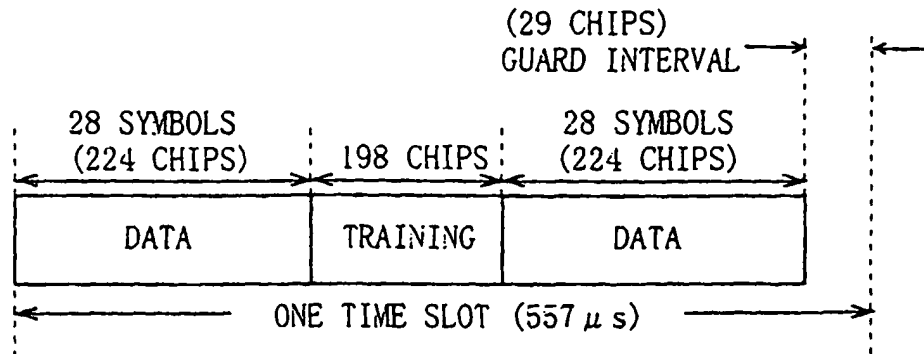 (29 CHIPS)
GUARD INTERVAL
28 SYMBOLS
(224 CHIPS)
198 CHIPS
28 SYMBOLS
(224 CHIPS)
DATA
TRAINING
DATA
ONE TIME SLOT (557μs)